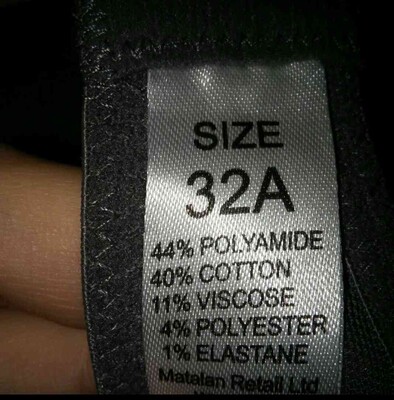 SIZE
32A
44% POLYAMIDE
40% COTTON
11% VISCOSE
4% POLYESTER
1% ELASTANE
Matalan Retail Ltd